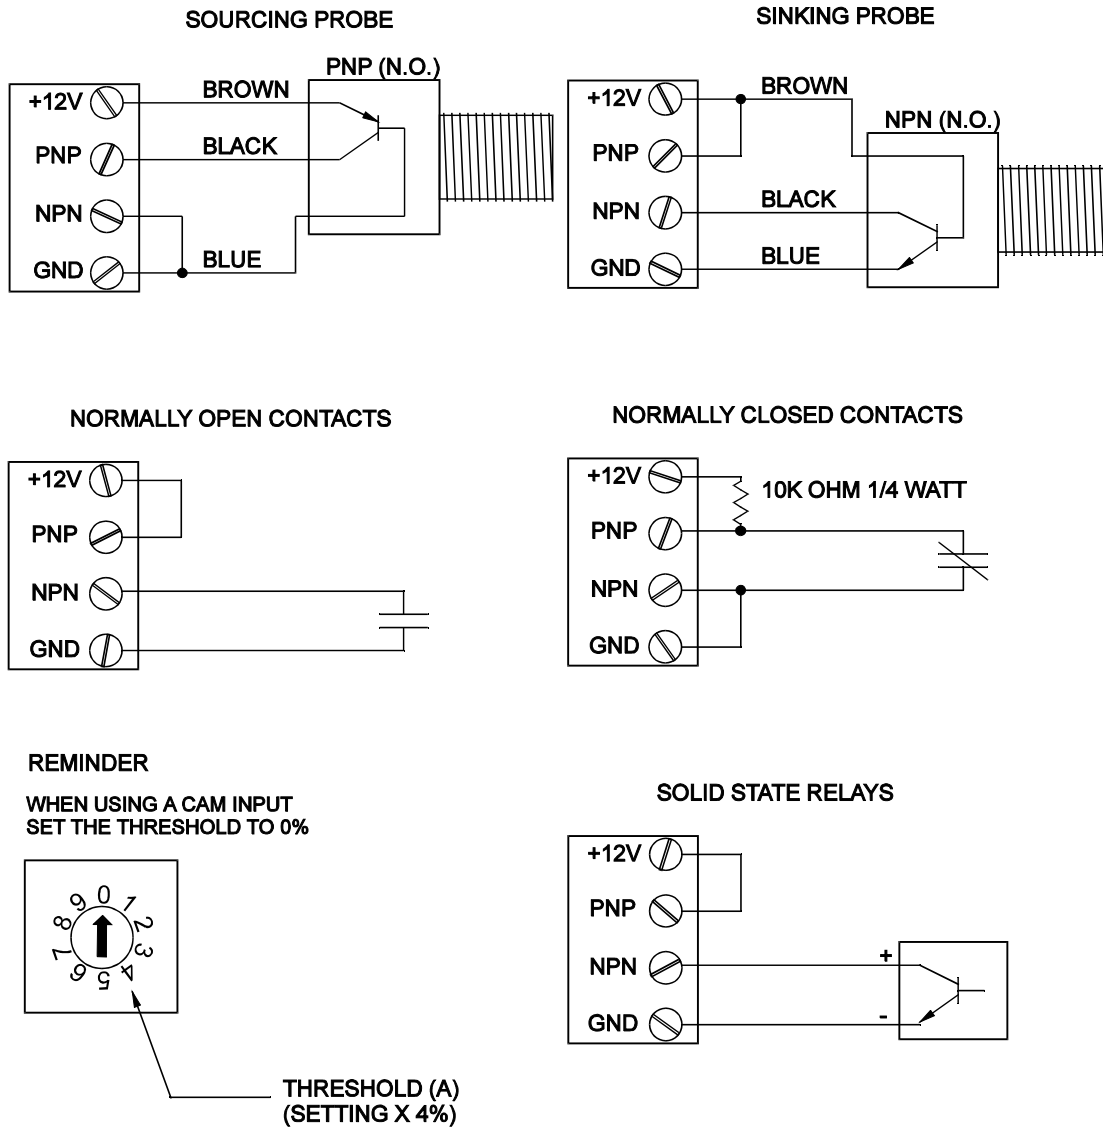 SOURCING PROBE
PNP (N.O.)
+12V
BROWN
PNP
BLACK
NPN
GND
BLUE
SINKING PROBE
+12V
BROWN
NPN (N.O.)
PNP
NPN
BLACK
GND
BLUE
NORMALLY OPEN CONTACTS
+12V
PNP
NPN
GND
NORMALLY CLOSED CONTACTS
+12V
10K OHM 1/4 WATT
PNP
NPN
GND
REMINDER
WHEN USING A CAM INPUT
SET THE THRESHOLD TO 0%
0
1
2
3
4
5
6
7
8
9
THRESHOLD (A)
(SETTING X 4%)
SOLID STATE RELAYS
+12V
PNP
NPN
+
GND
-